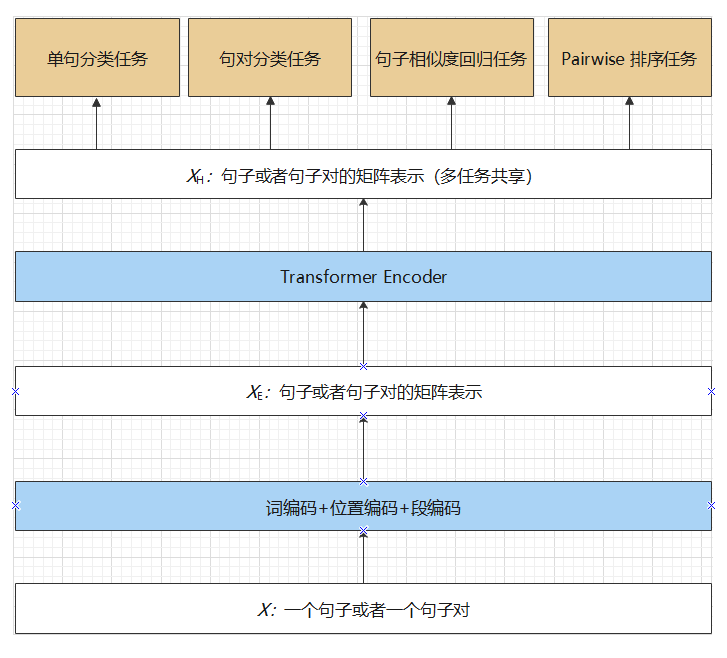 单句分类任务
句对分类任务
句子相似度回归任务
Pairwise 排序任务
XH：句子或者句子对的矩阵表示（多任务共享）
Transformer Encoder
XE：句子或者句子对的矩阵表示
词编码+位置编码+段编码
X：一个句子或者一个句子对